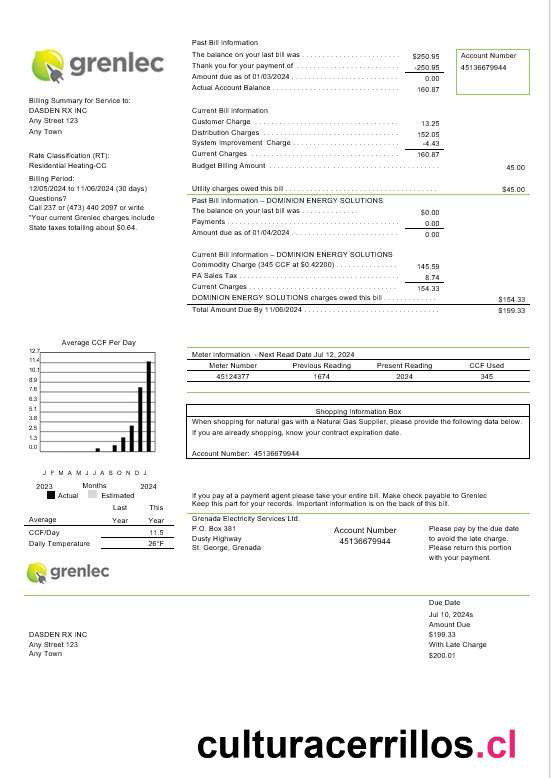 grenlec
Billing Summary for Service to:
DASDEN RX INC
Any Street 123
Any Town
Rate Classification (RT):
Residential Heating-CC
Billing Period:
12/05/2024 to 11/06/2024 (30 days)
Questions?
Call 237 or (473) 440 2097 or write
"Your current Grenlec charges include
State taxes totalling about $0.64.
Past Bill Information
The balance on your last bill was $250.95
Thank you for your payment of -250.95
Amount due as of 01/03/2024 0.00
Actual Account Balance 160.87
Account Number
45136679944
Current Bill Information
Customer Charge 13.25
Distribution Charges 152.05
System Improvement Charge -4.43
Current Charges 160.87
Budget Billing Amount 45.00
Utility charges owed this bill $45.00
Past Bill Information – DOMINION ENERGY SOLUTIONS
The balance on your last bill was $0.00
Payments 0.00
Amount due as of 01/04/2024 0.00
Current Bill Information – DOMINION ENERGY SOLUTIONS
Commodity Charge (345 CCF at $0.42200) 145.59
PA Sales Tax 8.74
Current Charges 154.33
DOMINION ENERGY SOLUTIONS charges owed this bill $154.33
Total Amount Due By 11/06/2024 $199.33
Average CCF Per Day
12.7
11.4
10.1
8.9
7.6
6.3
5.1
3.8
2.5
1.3
0.0
J F M A M J J A S O N D J
2023 Months 2024
Actual Estimated
Last This
Average Year Year
CCF/Day 11.5
Daily Temperature 26°F
Meter Information - Next Read Date Jul 12, 2024
Meter Number Previous Reading Present Reading CCF Used
45124377 1674 2024 345
Shopping Information Box
When shopping for natural gas with a Natural Gas Supplier, please provide the following data below.
If you are already shopping, know your contract expiration date.
Account Number: 45136679944
If you pay at a payment agent please take your entire bill. Make check payable to Grenlec
Keep this part for your records. Important information is on the back of this bill.
Grenada Electricity Services Ltd.
P.O. Box 381
Dusty Highway
St. George, Grenada
Account Number
45136679944
Please pay by the due date
to avoid the late charge.
Please return this portion
with your payment.
grenlec
Due Date
Jul 10, 2024s
Amount Due
$199.33
With Late Charge
$200.01
DASDEN RX INC
Any Street 123
Any Town
culturacerrillos.cl